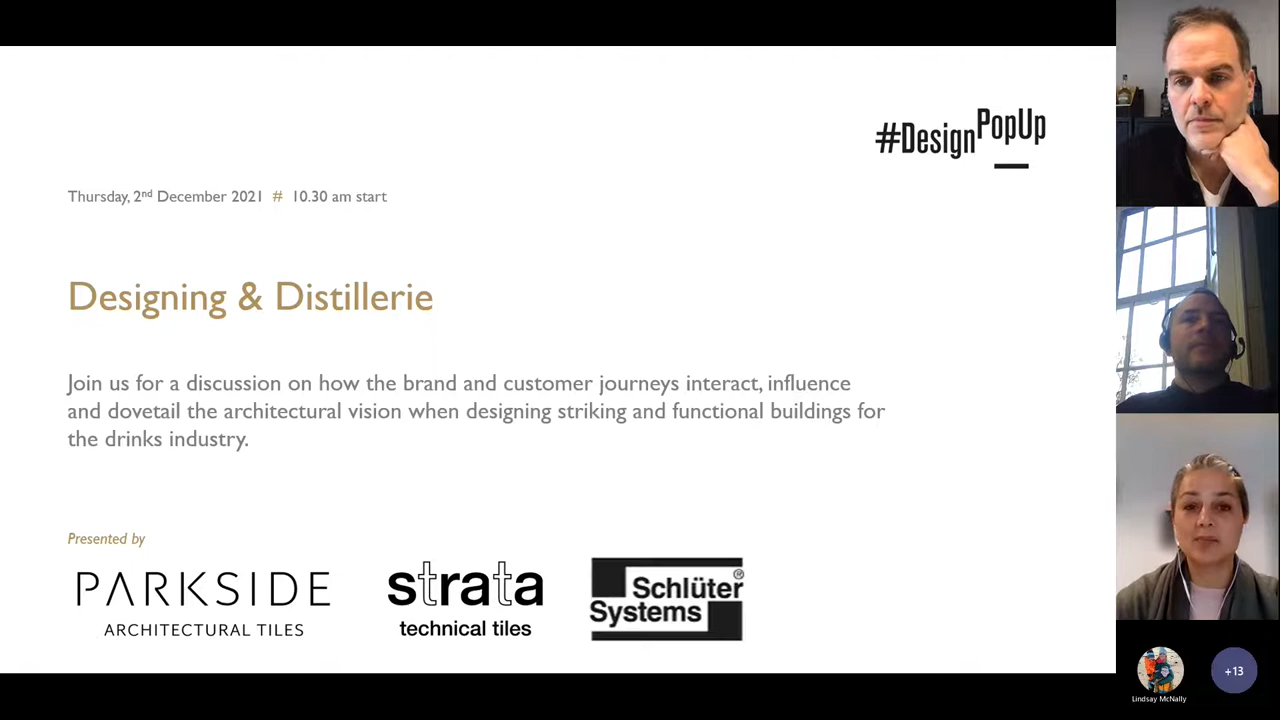 #DesignPopUp
Thursday, 2nd December 2021 # 10.30 am start
Designing & Distillerie
Join us for a discussion on how the brand and customer journeys interact, influence
and dovetail the architectural vision when designing striking and functional buildings for
the drinks industry.
Presented by
PARKSIDE
ARCHITECTURAL TILES
strata
technical tiles
Schlüter®
Systems
Lindsay McNally
+13